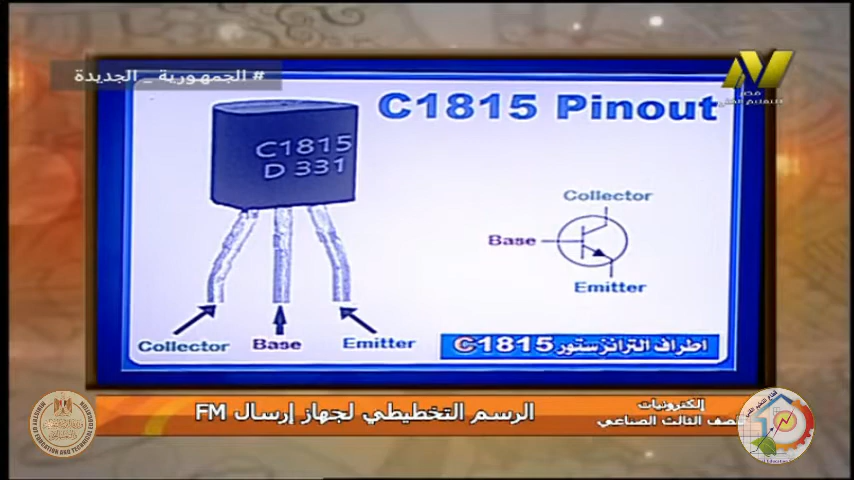 # الجمهورية _ الجديدة
مصر
C1815 Pinout
C1815
D 331
Collector
Base
Emitter
Collector
Base
Emitter
اطراف الترانزستور C1815
إلكترونيات
الصف الثالث الصناعي
الرسم التخطيطي لجهاز إرسال FM